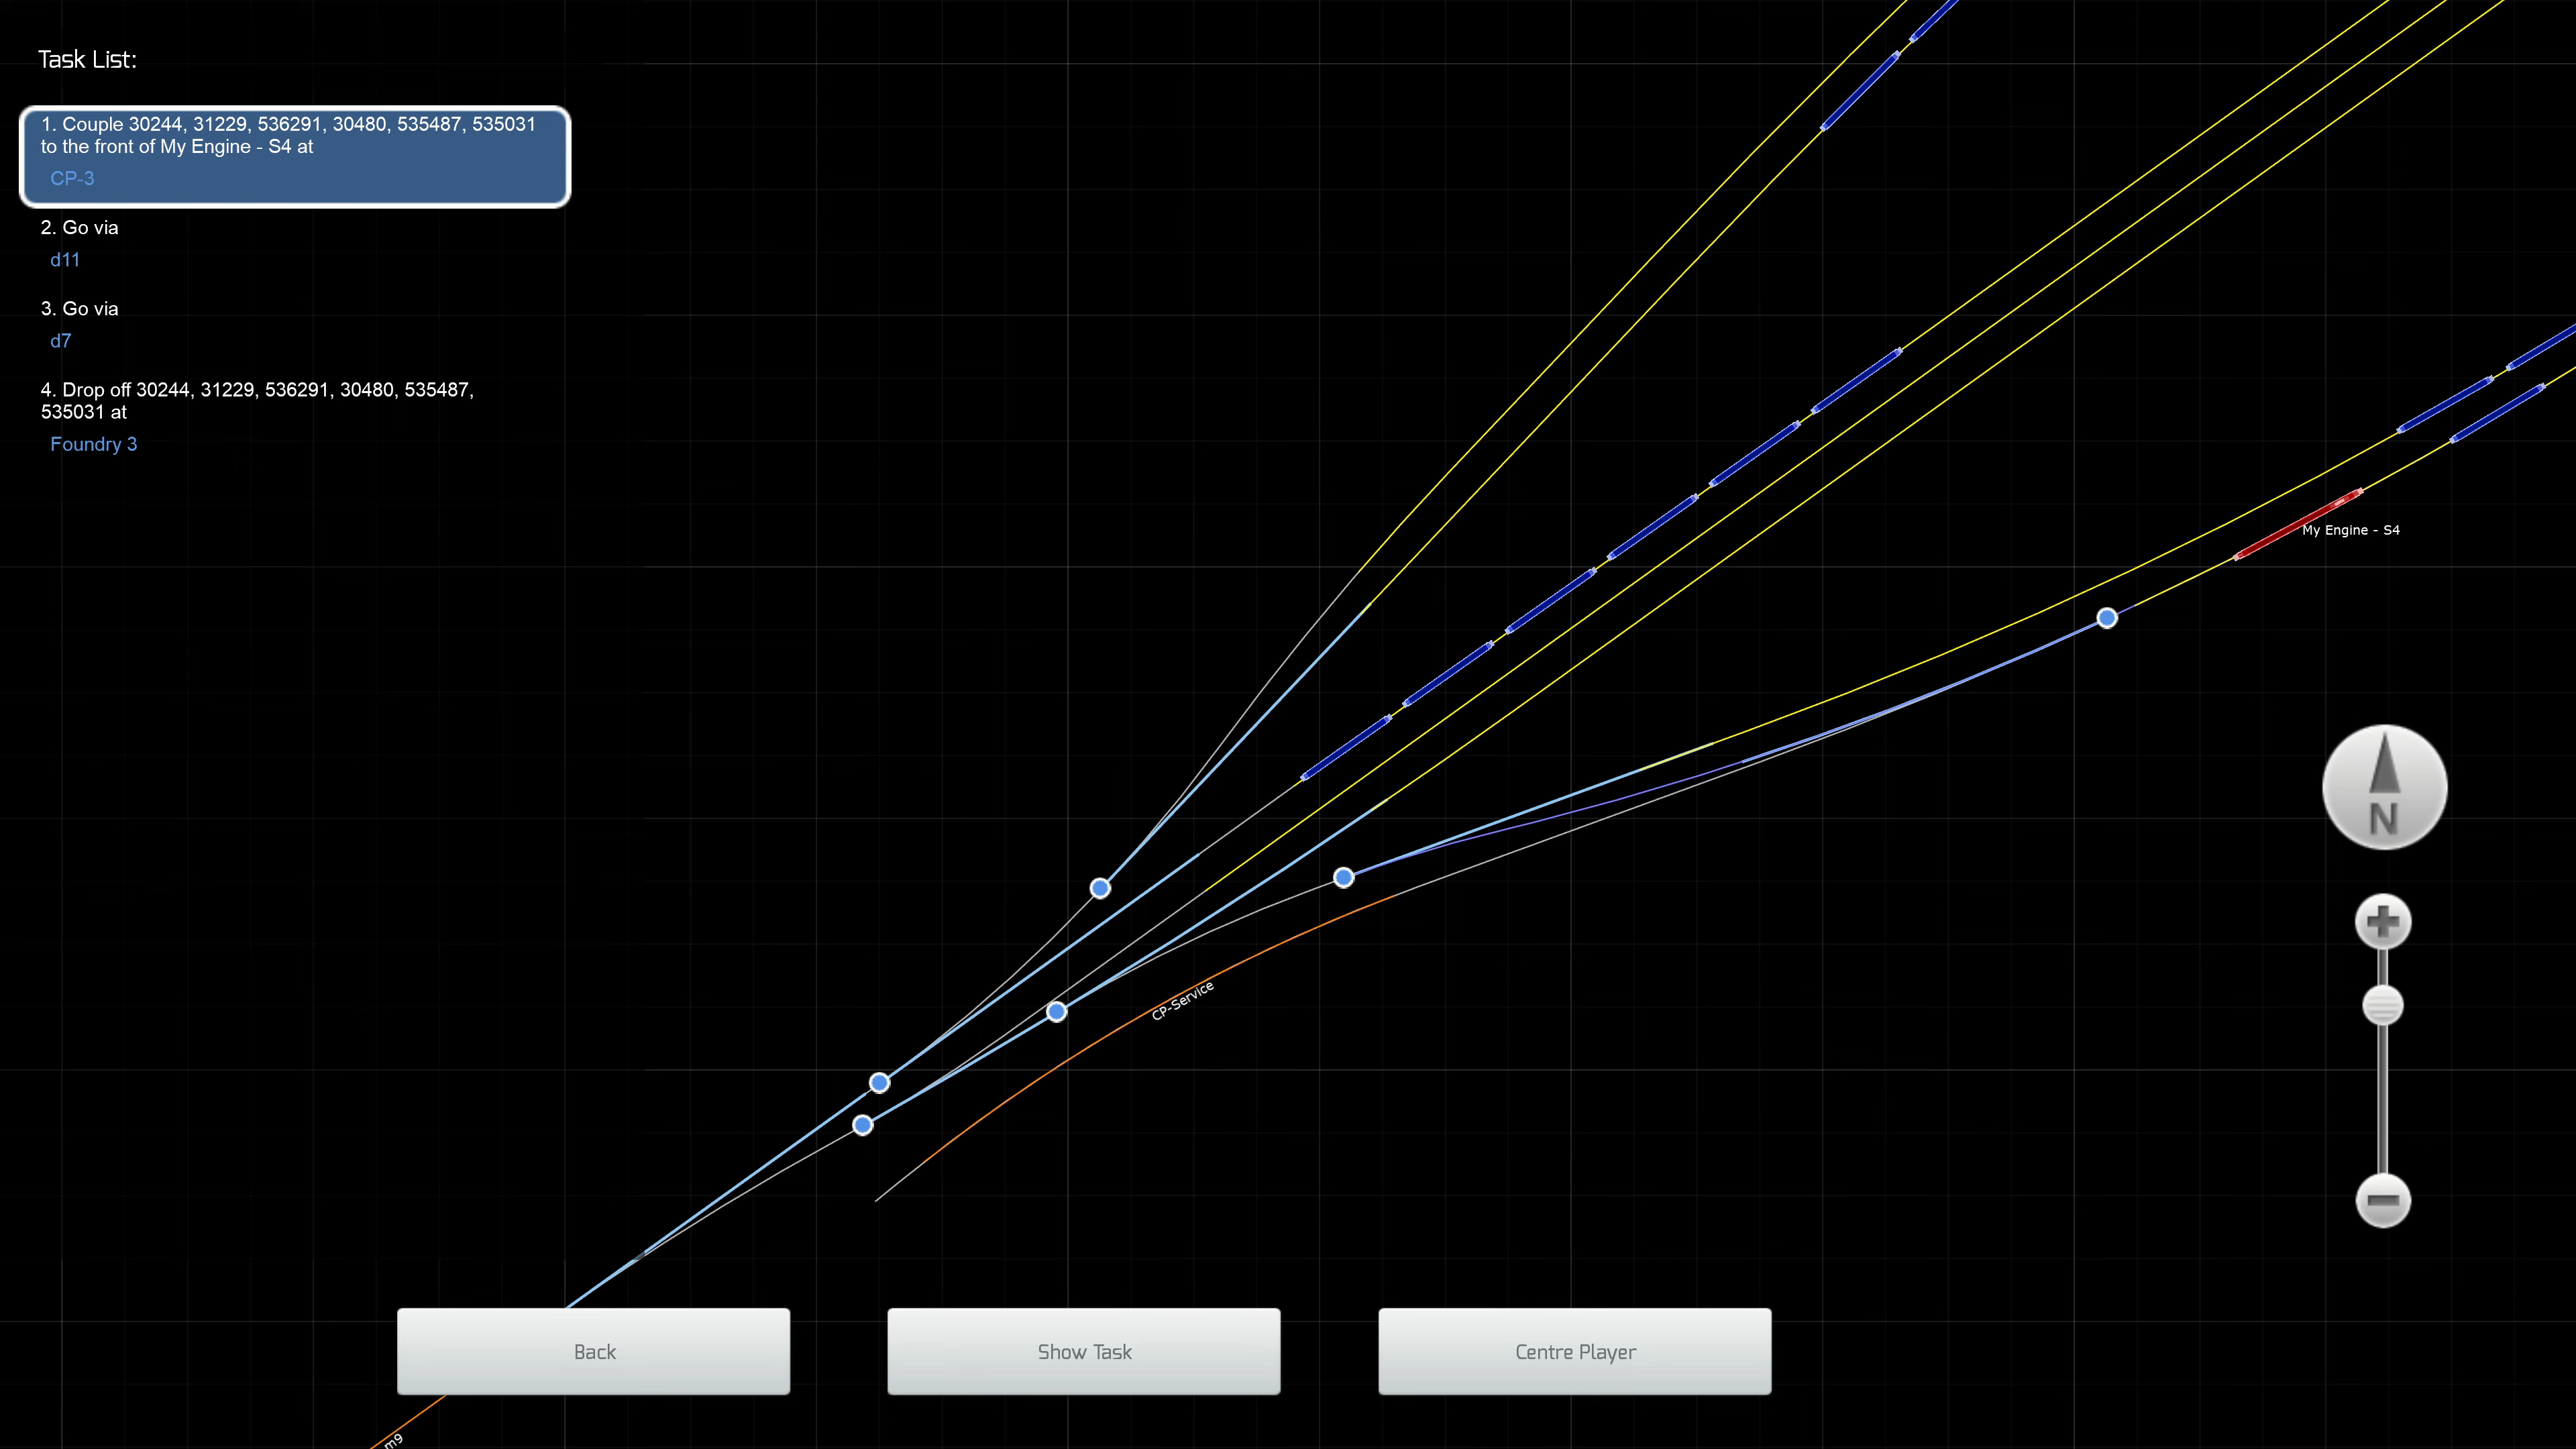 Task List:
1. Couple 30244, 31229, 536291, 30480, 535487, 535031
to the front of My Engine - S4 at
CP-3
2. Go via
d11
3. Go via
d7
4. Drop off 30244, 31229, 536291, 30480, 535487,
535031 at
Foundry 3
My Engine - S4
N
CP-Service
Back
Show Task
Centre Player
m9